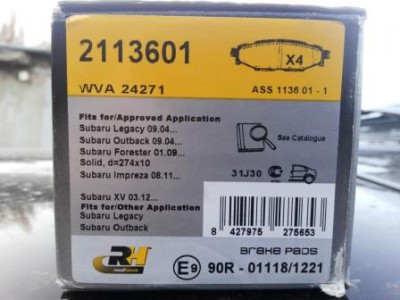 2113601
X4
WVA 24271
ASS 1136 01 - 1
Fits for/Approved Application
Subaru Legacy 09.04...
Subaru Outback 09.04...
Subaru Forester 01.09...
Solid, d=274x10
Subaru Impreza 08.11...
See Catalogue
31J30
Subaru XV 03.12...
Fits for/Other Application
Subaru Legacy
Subaru Outback
8 427975 275653
RH
Brake Pads
E9 90R - 01118/1221